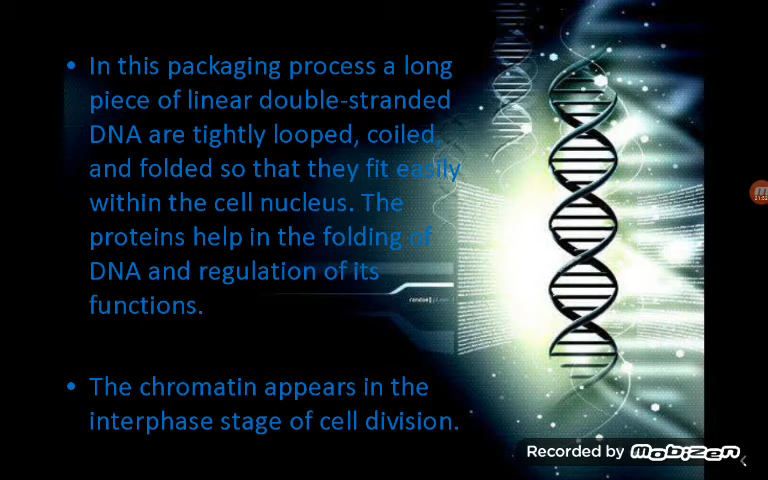 • In this packaging process a long
piece of linear double-stranded
DNA are tightly looped, coiled,
and folded so that they fit easily
within the cell nucleus. The
proteins help in the folding of
DNA and regulation of its
functions.
• The chromatin appears in the
interphase stage of cell division.
21:52
Recorded by Mobizen